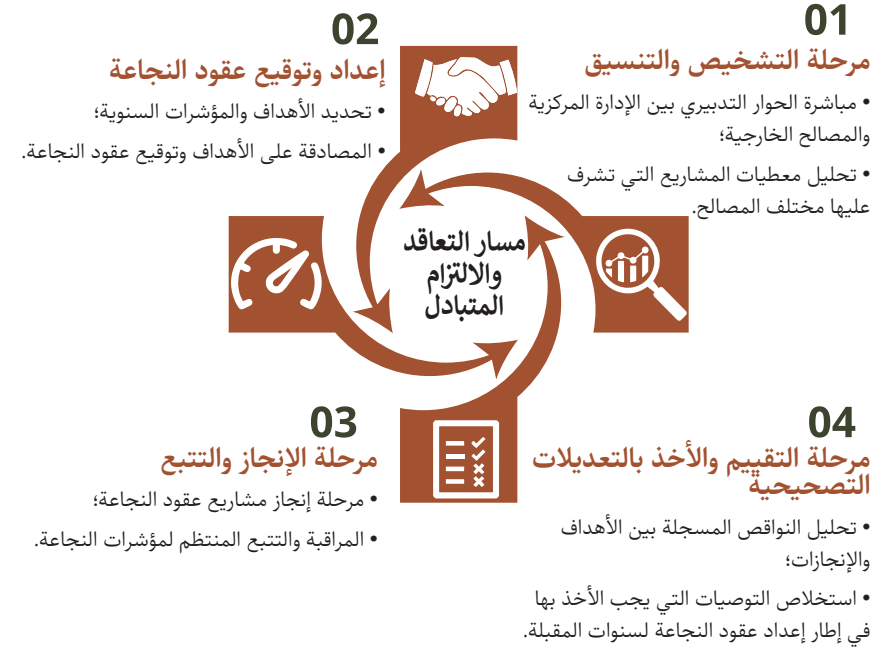 01
مرحلة التشخيص والتنسيق
• مباشرة الحوار التدبيري بين الإدارة المركزية
والمصالح الخارجية؛
• تحليل معطيات المشاريع التي تشرف
عليها مختلف المصالح.
02
إعداد وتوقيع عقود النجاعة
• تحديد الأهداف والمؤشرات السنوية؛
• المصادقة على الأهداف وتوقيع عقود النجاعة.
مسار التعاقد
والالتزام
المتبادل
03
مرحلة الإنجاز والتتبع
• مرحلة إنجاز مشاريع عقود النجاعة؛
• المراقبة والتتبع المنتظم لمؤشرات النجاعة.
04
مرحلة التقييم والأخذ بالتعديلات
التصحيحية
• تحليل النواقص المسجلة بين الأهداف
والإنجازات؛
• استخلاص التوصيات التي يجب الأخذ بها
في إطار إعداد عقود النجاعة لسنوات المقبلة.